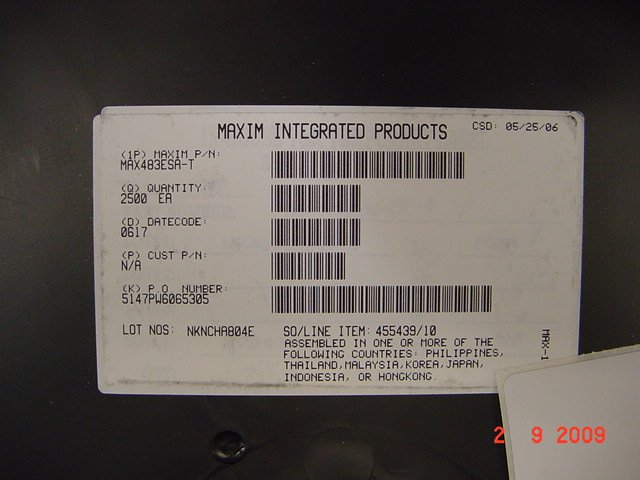 MAXIM INTEGRATED PRODUCTS CSD: 05/25/06
(1P) MAXIM P/N:
MAX483ESA-T
(Q) QUANTITY:
2500 EA
(D) DATECODE:
0617
(P) CUST P/N:
N/A
(K) P.O. NUMBER:
5147PW6065305
LOT NOS: NKNCHA804E SO/LINE ITEM: 455439/10
ASSEMBLED IN ONE OR MORE OF THE
FOLLOWING COUNTRIES: PHILIPPINES,
THAILAND,MALAYSIA,KOREA,JAPAN,
INDONESIA, OR HONGKONG.
2 9 2009